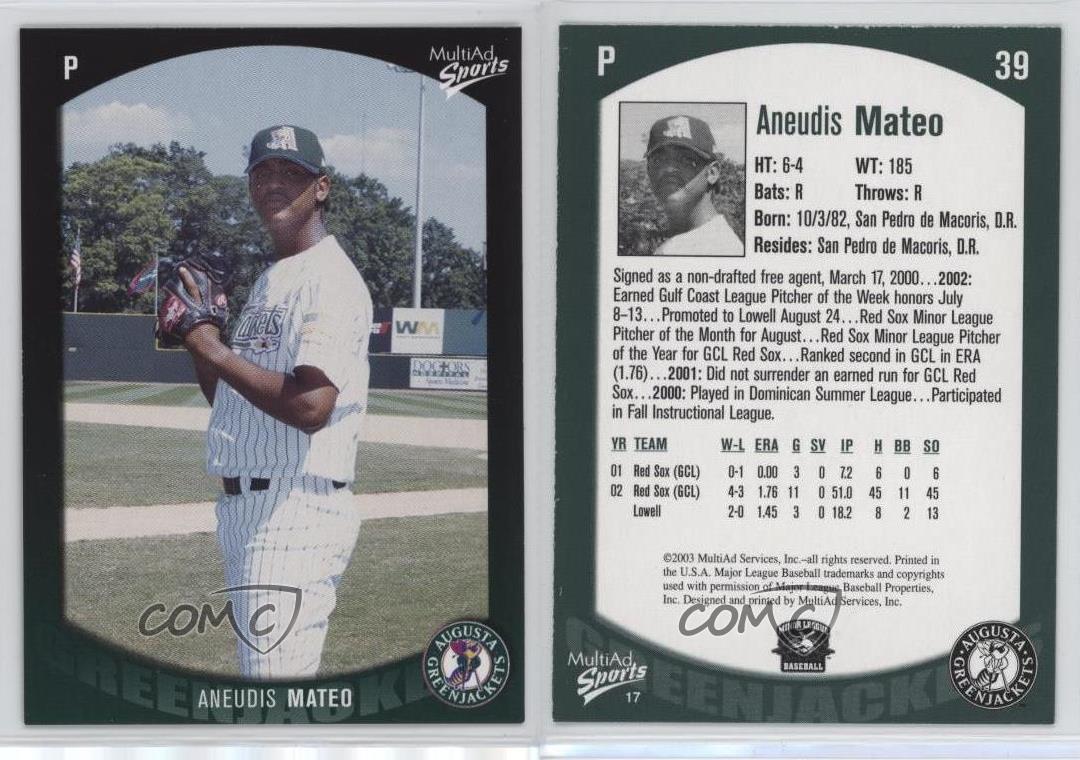 P
MultiAd
Sports
WM
DOCTORS
HOSPITAL
Sports Medicine
COMC
GREENJACKE
AUGUSTA
GREENJACKETS
ANEUDIS MATEO
P
39
Aneudis Mateo
HT: 6-4 WT: 185
Bats: R Throws: R
Born: 10/3/82, San Pedro de Macoris, D.R.
Resides: San Pedro de Macoris, D.R.
Signed as a non-drafted free agent, March 17, 2000...2002:
Earned Gulf Coast League Pitcher of the Week honors July
8–13...Promoted to Lowell August 24...Red Sox Minor League
Pitcher of the Month for August...Red Sox Minor League Pitcher
of the Year for GCL Red Sox...Ranked second in GCL in ERA
(1.76)...2001: Did not surrender an earned run for GCL Red
Sox...2000: Played in Dominican Summer League...Participated
in Fall Instructional League.
YR TEAM W-L ERA G SV IP H BB SO
01 Red Sox (GCL) 0-1 0.00 3 0 7.2 6 0 6
02 Red Sox (GCL) 4-3 1.76 11 0 51.0 45 11 45
Lowell 2-0 1.45 3 0 18.2 8 2 13
©2003 MultiAd Services, Inc.–all rights reserved. Printed in
the U.S.A. Major League Baseball trademarks and copyrights
used with permission of Major League Baseball Properties,
Inc. Designed and printed by MultiAd Services, Inc.
COMC
MINOR LEAGUE
BASEBALL
MultiAd
Sports
17
AUGUSTA
GREENJACKETS